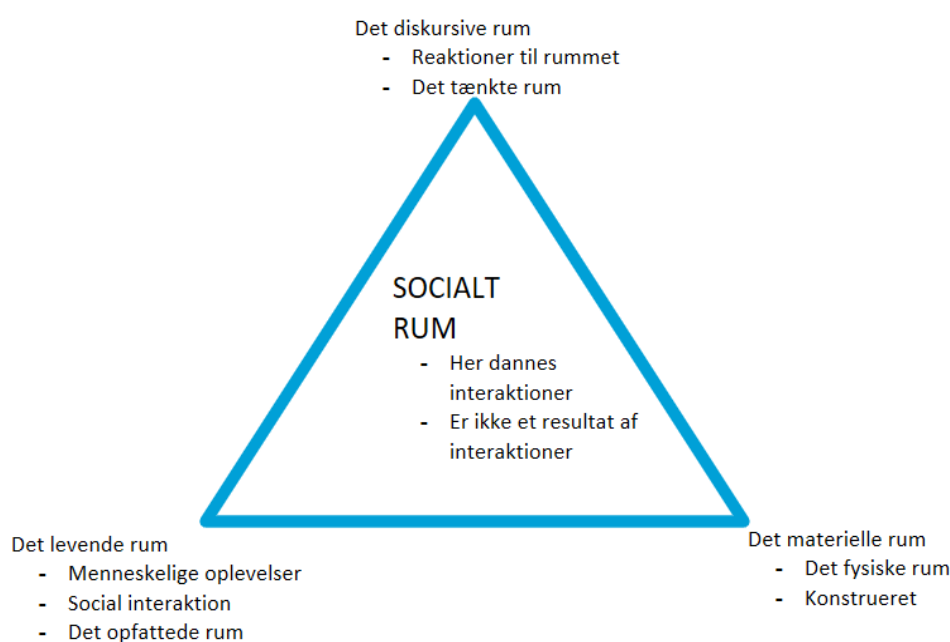 Det diskursive rum
- Reaktioner til rummet
- Det tænkte rum
SOCIALT
RUM
- Her dannes
interaktioner
- Er ikke et resultat af
interaktioner
Det levende rum
- Menneskelige oplevelser
- Social interaktion
- Det opfattede rum
Det materielle rum
- Det fysiske rum
- Konstrueret